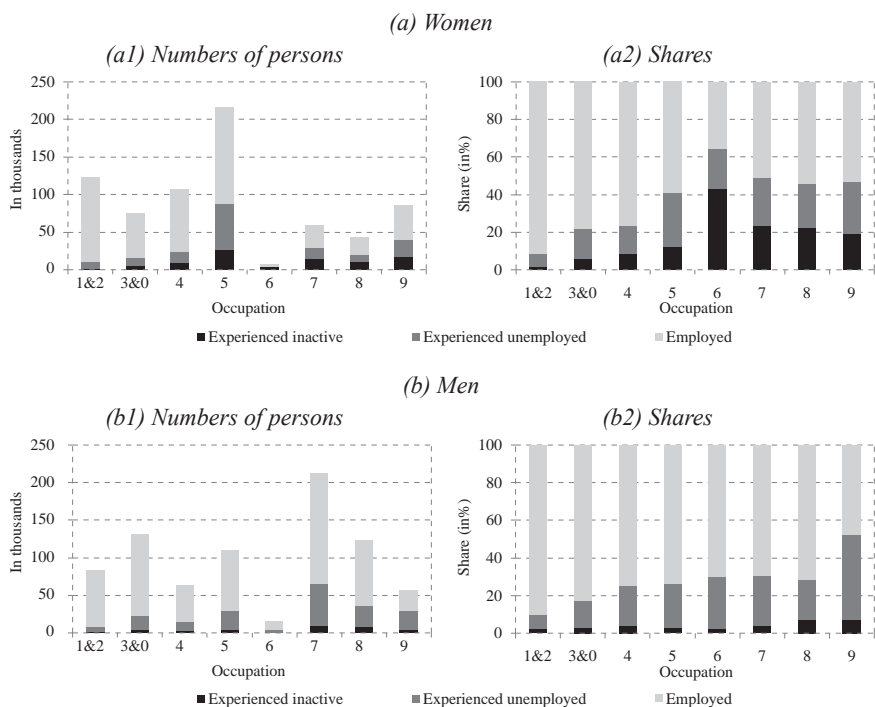 (a) Women
(a1) Numbers of persons
(a2) Shares
In thousands
250
200
150
100
50
0
1&2 3&0 4 5 6 7 8 9
Occupation
Share (in%)
100
80
60
40
20
0
1&2 3&0 4 5 6 7 8 9
Occupation
Experienced inactive Experienced unemployed Employed
(b) Men
(b1) Numbers of persons
(b2) Shares
In thousands
250
200
150
100
50
0
1&2 3&0 4 5 6 7 8 9
Occupation
Share (in%)
100
80
60
40
20
0
1&2 3&0 4 5 6 7 8 9
Occupation
Experienced inactive Experienced unemployed Employed